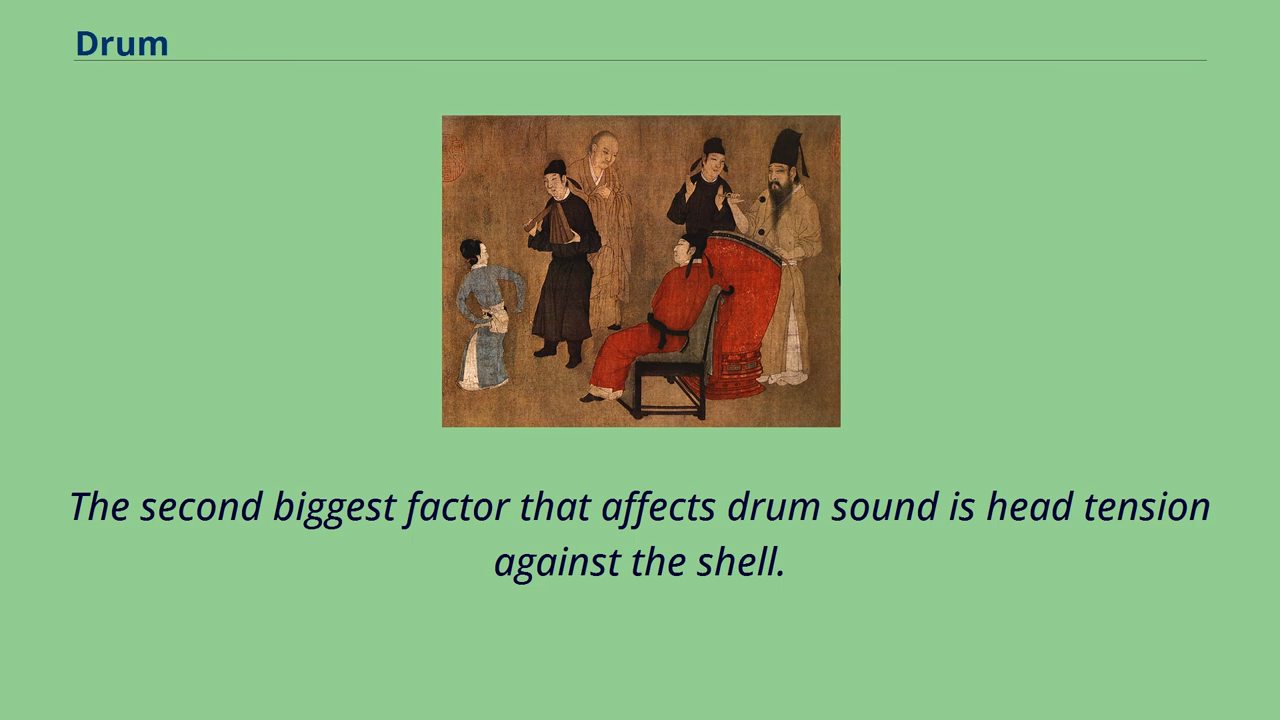 Drum
The second biggest factor that affects drum sound is head tension
against the shell.